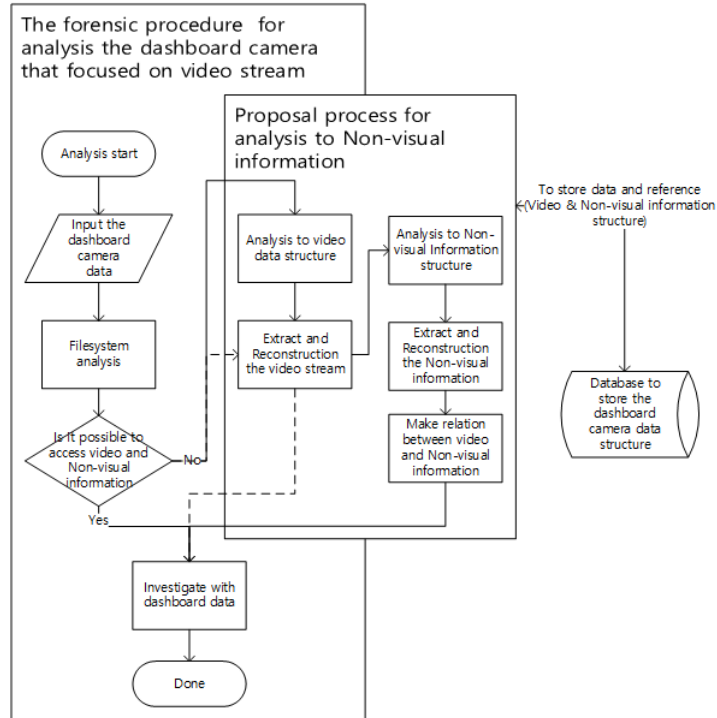 The forensic procedure for
analysis the dashboard camera
that focused on video stream
Proposal process for
analysis to Non-visual
information
Analysis start
Input the
dashboard
camera
data
Filesystem
analysis
Is It possible to
access video and
Non-visual
information
No
Yes
Analysis to video
data structure
Extract and
Reconstruction
the video stream
Analysis to Non-
visual Information
structure
Extract and
Reconstruction
the Non-visual
information
Make relation
between video
and Non-visual
information
To store data and reference
(Video & Non-visual information
structure)
Database to
store the
dashboard
camera data
structure
Investigate with
dashboard data
Done